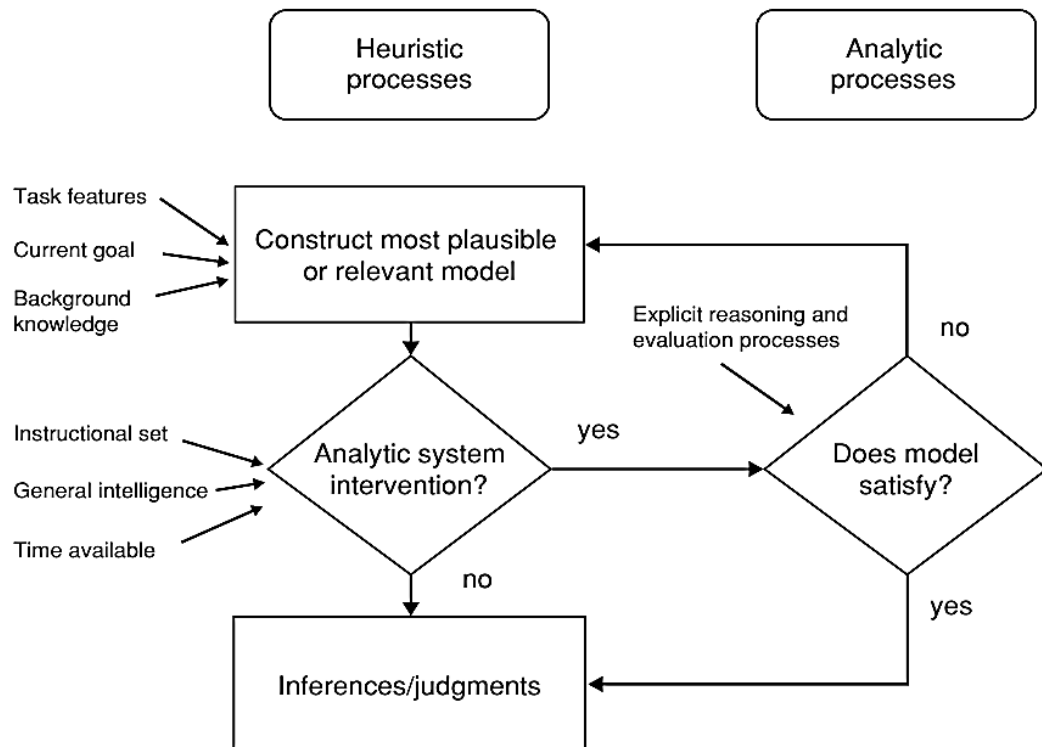 Heuristic
processes
Analytic
processes
Task features
Current goal
Background
knowledge
Construct most plausible
or relevant model
Explicit reasoning and
evaluation processes
no
Instructional set
General intelligence
Time available
Analytic system
intervention?
yes
Does model
satisfy?
no
yes
Inferences/judgments